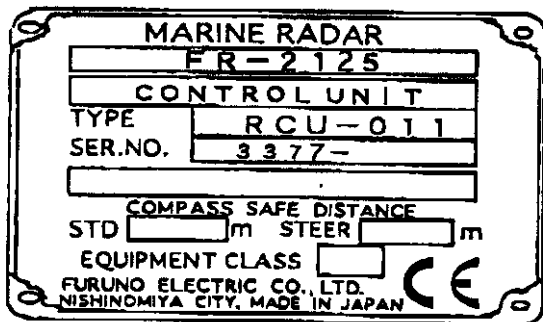 MARINE RADAR
FR-2125
CONTROL UNIT
TYPE RCU-011
SER.NO. 3377-
COMPASS SAFE DISTANCE
STD m STEER m
EQUIPMENT CLASS
FURUNO ELECTRIC CO., LTD.
NISHINOMIYA CITY, MADE IN JAPAN
CE